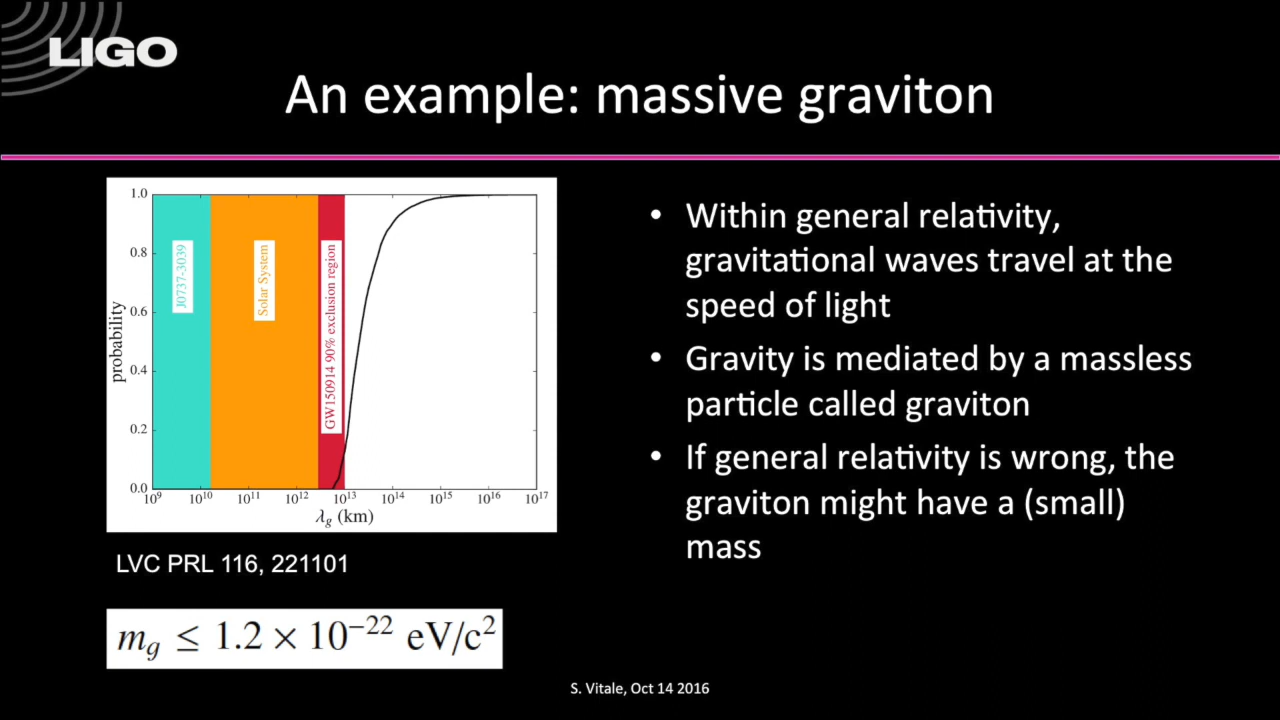 LIGO
An example: massive graviton
1.0
0.8
0.6
0.4
0.2
0.0
probability
J0737-3039
Solar System
GW150914 90% exclusion region
10⁹ 10¹⁰ 10¹¹ 10¹² 10¹³ 10¹⁴ 10¹⁵ 10¹⁶ 10¹⁷
λg (km)
LVC PRL 116, 221101
mg ≤ 1.2 × 10⁻²² eV/c²
• Within general relativity,
gravitational waves travel at the
speed of light
• Gravity is mediated by a massless
particle called graviton
• If general relativity is wrong, the
graviton might have a (small)
mass
S. Vitale, Oct 14 2016